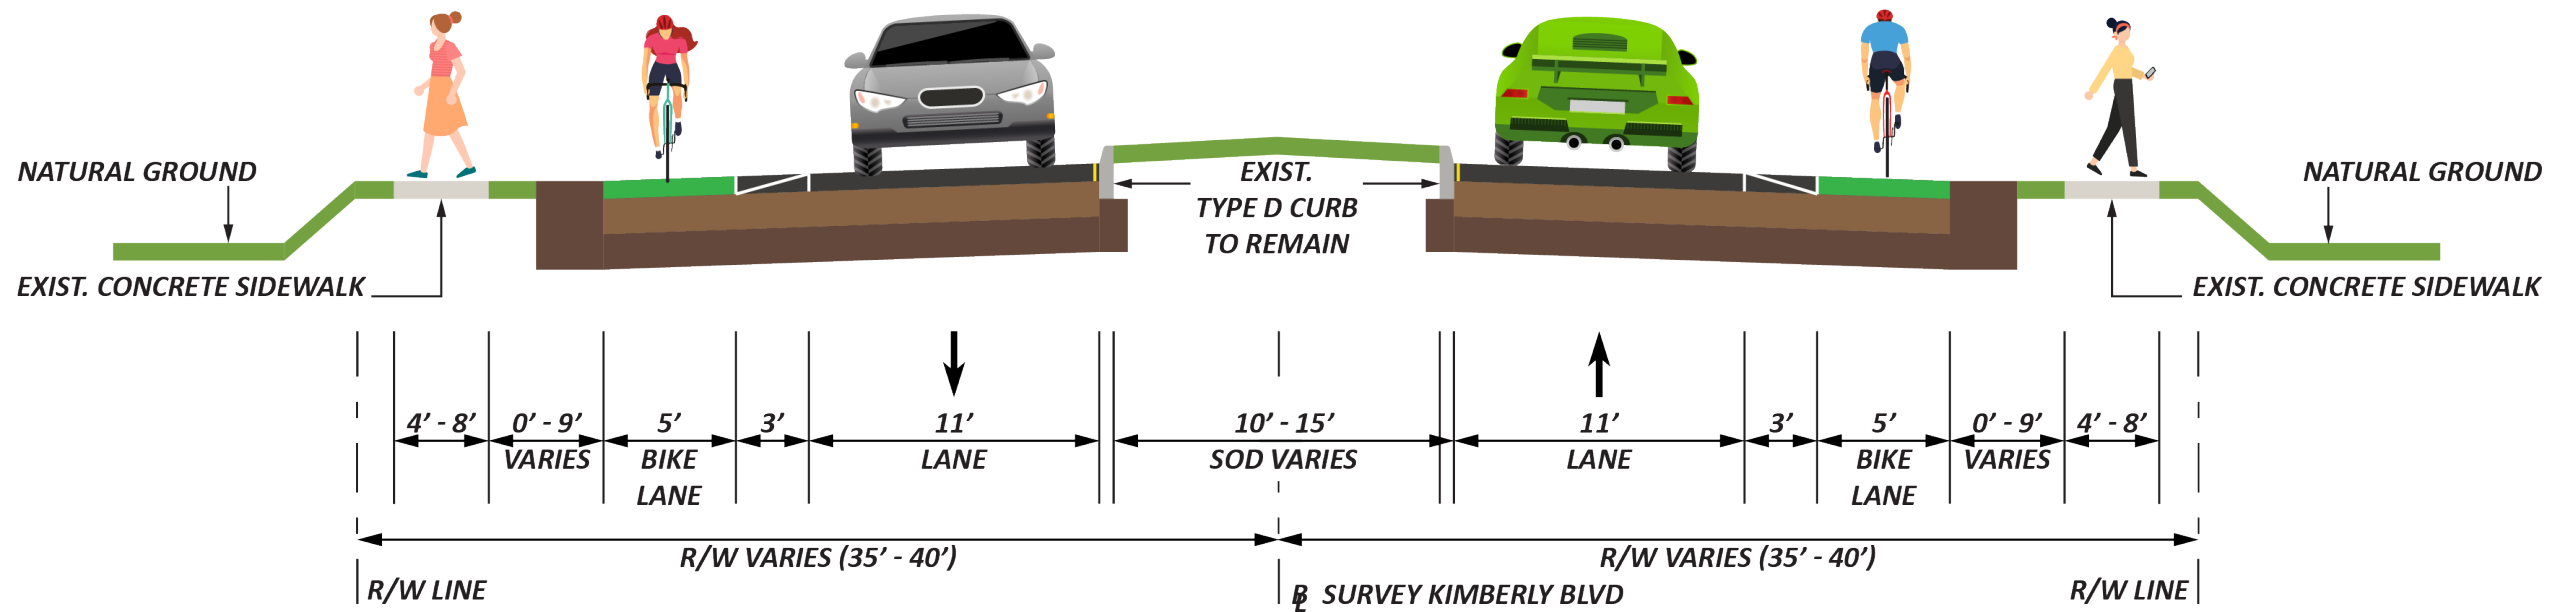 NATURAL GROUND
EXIST. CONCRETE SIDEWALK
EXIST.
TYPE D CURB
TO REMAIN
NATURAL GROUND
EXIST. CONCRETE SIDEWALK
4' - 8'
0' - 9'
VARIES
5'
BIKE
LANE
3'
11'
LANE
10' - 15'
SOD VARIES
11'
LANE
3'
5'
BIKE
LANE
0' - 9'
VARIES
4' - 8'
R/W VARIES (35' - 40')
R/W VARIES (35' - 40')
R/W LINE
BL SURVEY KIMBERLY BLVD
R/W LINE